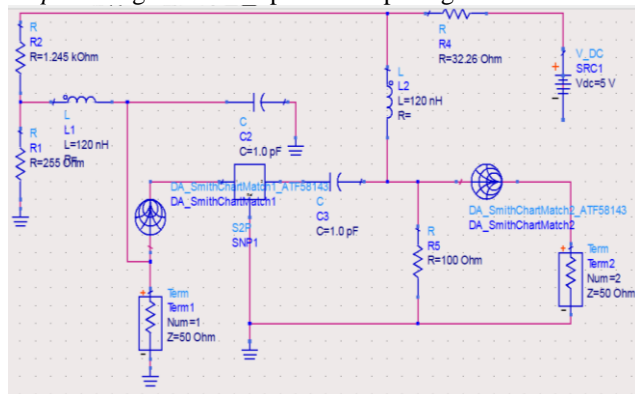 R
R2
R=1.245 kOhm
R
R4
R=32.26 Ohm
V_DC
SRC1
Vdc=5 V
L
L2
L=120 nH
R=
L
L1
L=120 nH
R=
R
R1
R=255 Ohm
C
C2
C=1.0 pF
DA_SmithChartMatch1_ATF58143
DA_SmithChartMatch1
S2P
SNP1
C
C3
C=1.0 pF
DA_SmithChartMatch2_ATF58143
DA_SmithChartMatch2
R
R5
R=100 Ohm
Term
Term1
Num=1
Z=50 Ohm
Term
Term2
Num=2
Z=50 Ohm